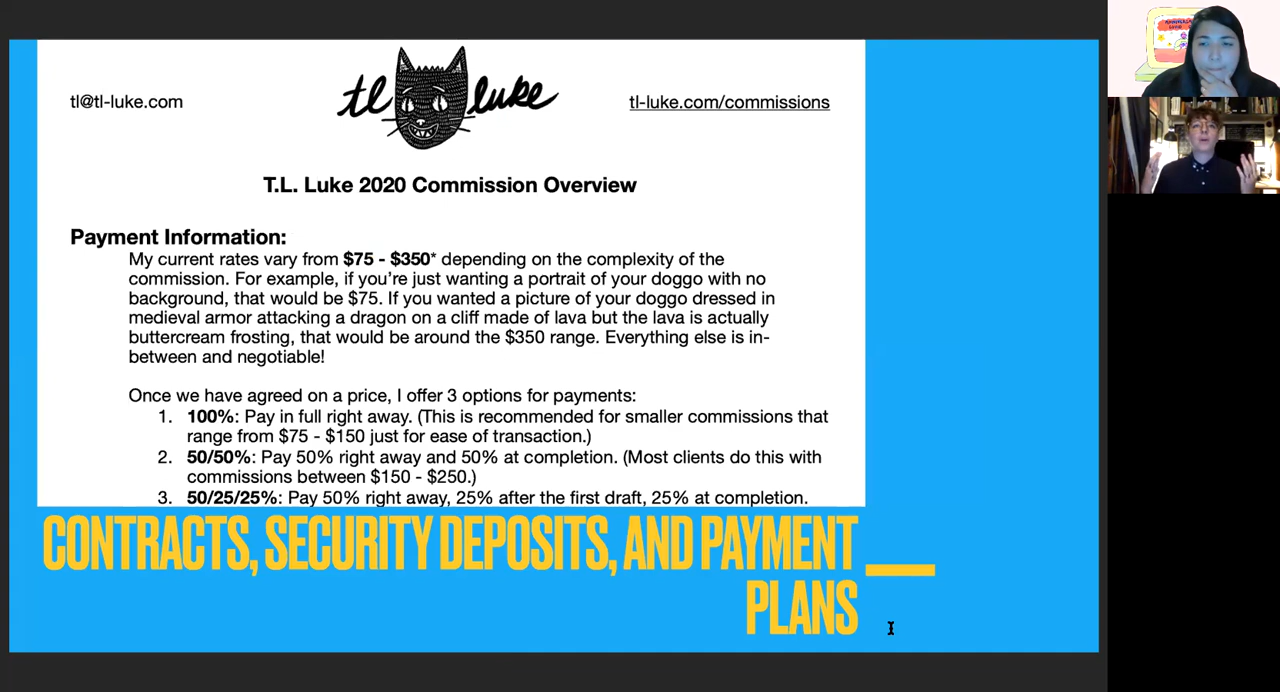 tl@tl-luke.com
tl luke
tl-luke.com/commissions
T.L. Luke 2020 Commission Overview
Payment Information:
My current rates vary from $75 - $350* depending on the complexity of the
commission. For example, if you’re just wanting a portrait of your doggo with no
background, that would be $75. If you wanted a picture of your doggo dressed in
medieval armor attacking a dragon on a cliff made of lava but the lava is actually
buttercream frosting, that would be around the $350 range. Everything else is in-
between and negotiable!
Once we have agreed on a price, I offer 3 options for payments:
1. 100%: Pay in full right away. (This is recommended for smaller commissions that
range from $75 - $150 just for ease of transaction.)
2. 50/50%: Pay 50% right away and 50% at completion. (Most clients do this with
commissions between $150 - $250.)
3. 50/25/25%: Pay 50% right away, 25% after the first draft, 25% at completion.
CONTRACTS, SECURITY DEPOSITS, AND PAYMENT
PLANS